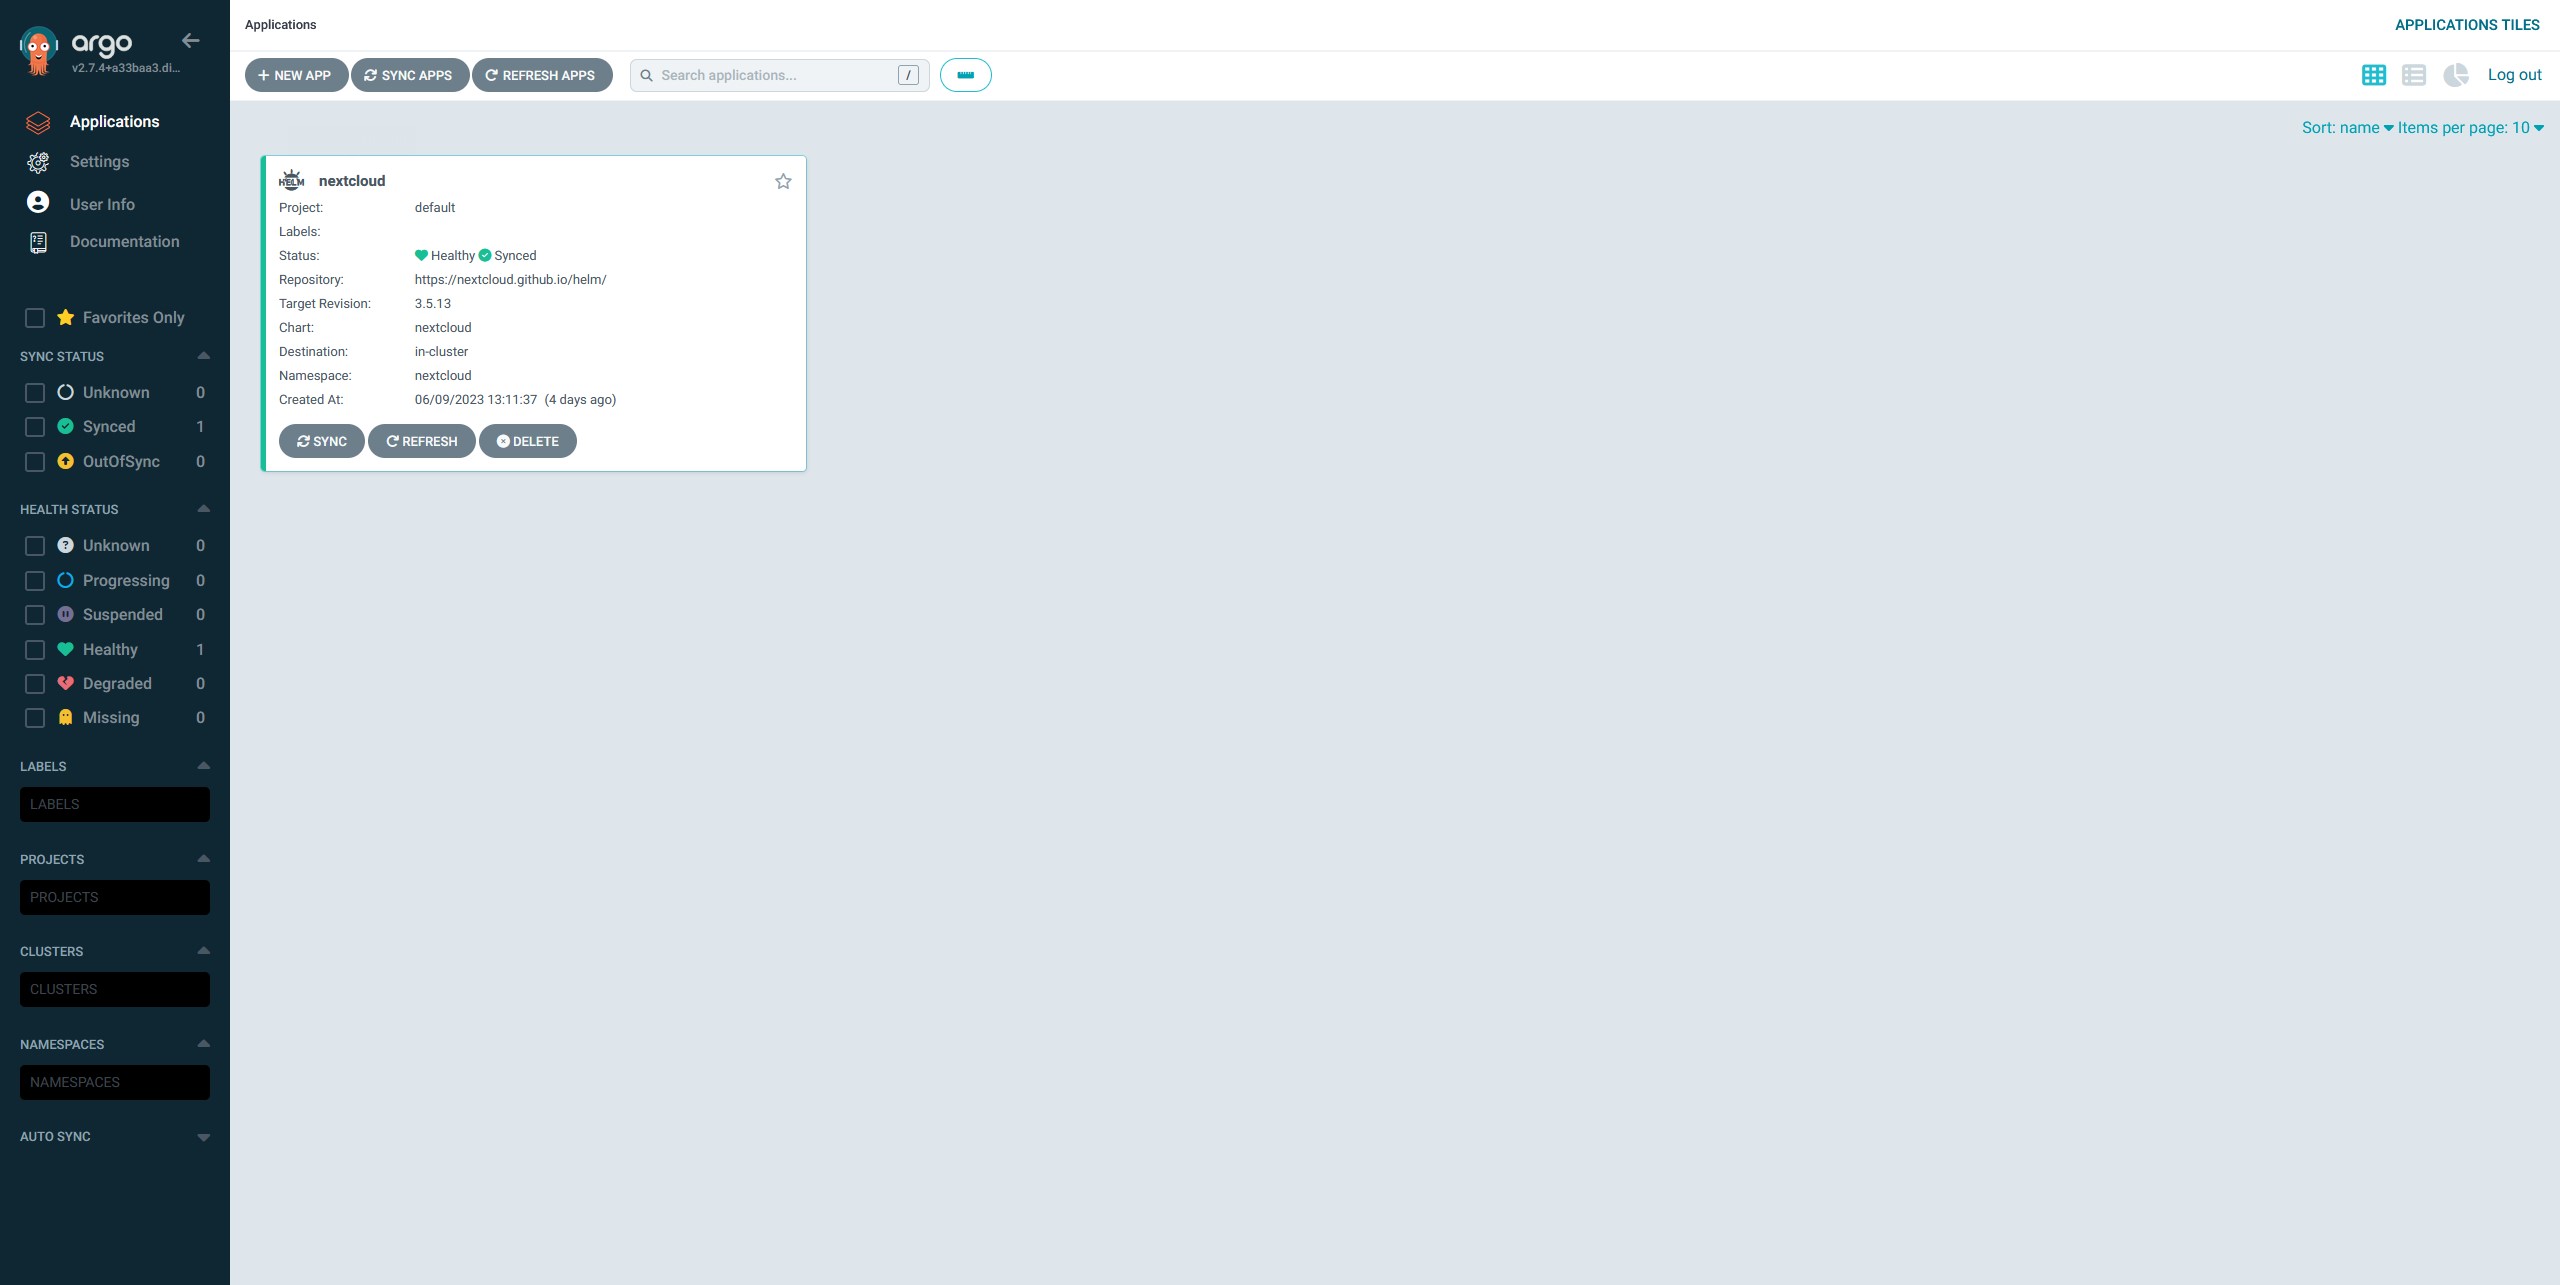 argo
v2.7.4+a33baa3.di...
Applications
Settings
User Info
Documentation
Favorites Only
SYNC STATUS
Unknown 0
Synced 1
OutOfSync 0
HEALTH STATUS
Unknown 0
Progressing 0
Suspended 0
Healthy 1
Degraded 0
Missing 0
LABELS
LABELS
PROJECTS
PROJECTS
CLUSTERS
CLUSTERS
NAMESPACES
NAMESPACES
AUTO SYNC
Applications
APPLICATIONS TILES
NEW APP SYNC APPS REFRESH APPS Search applications... / Log out
Sort: name Items per page: 10
HELM nextcloud
Project: default
Labels:
Status: Healthy Synced
Repository: https://nextcloud.github.io/helm/
Target Revision: 3.5.13
Chart: nextcloud
Destination: in-cluster
Namespace: nextcloud
Created At: 06/09/2023 13:11:37 (4 days ago)
SYNC REFRESH DELETE